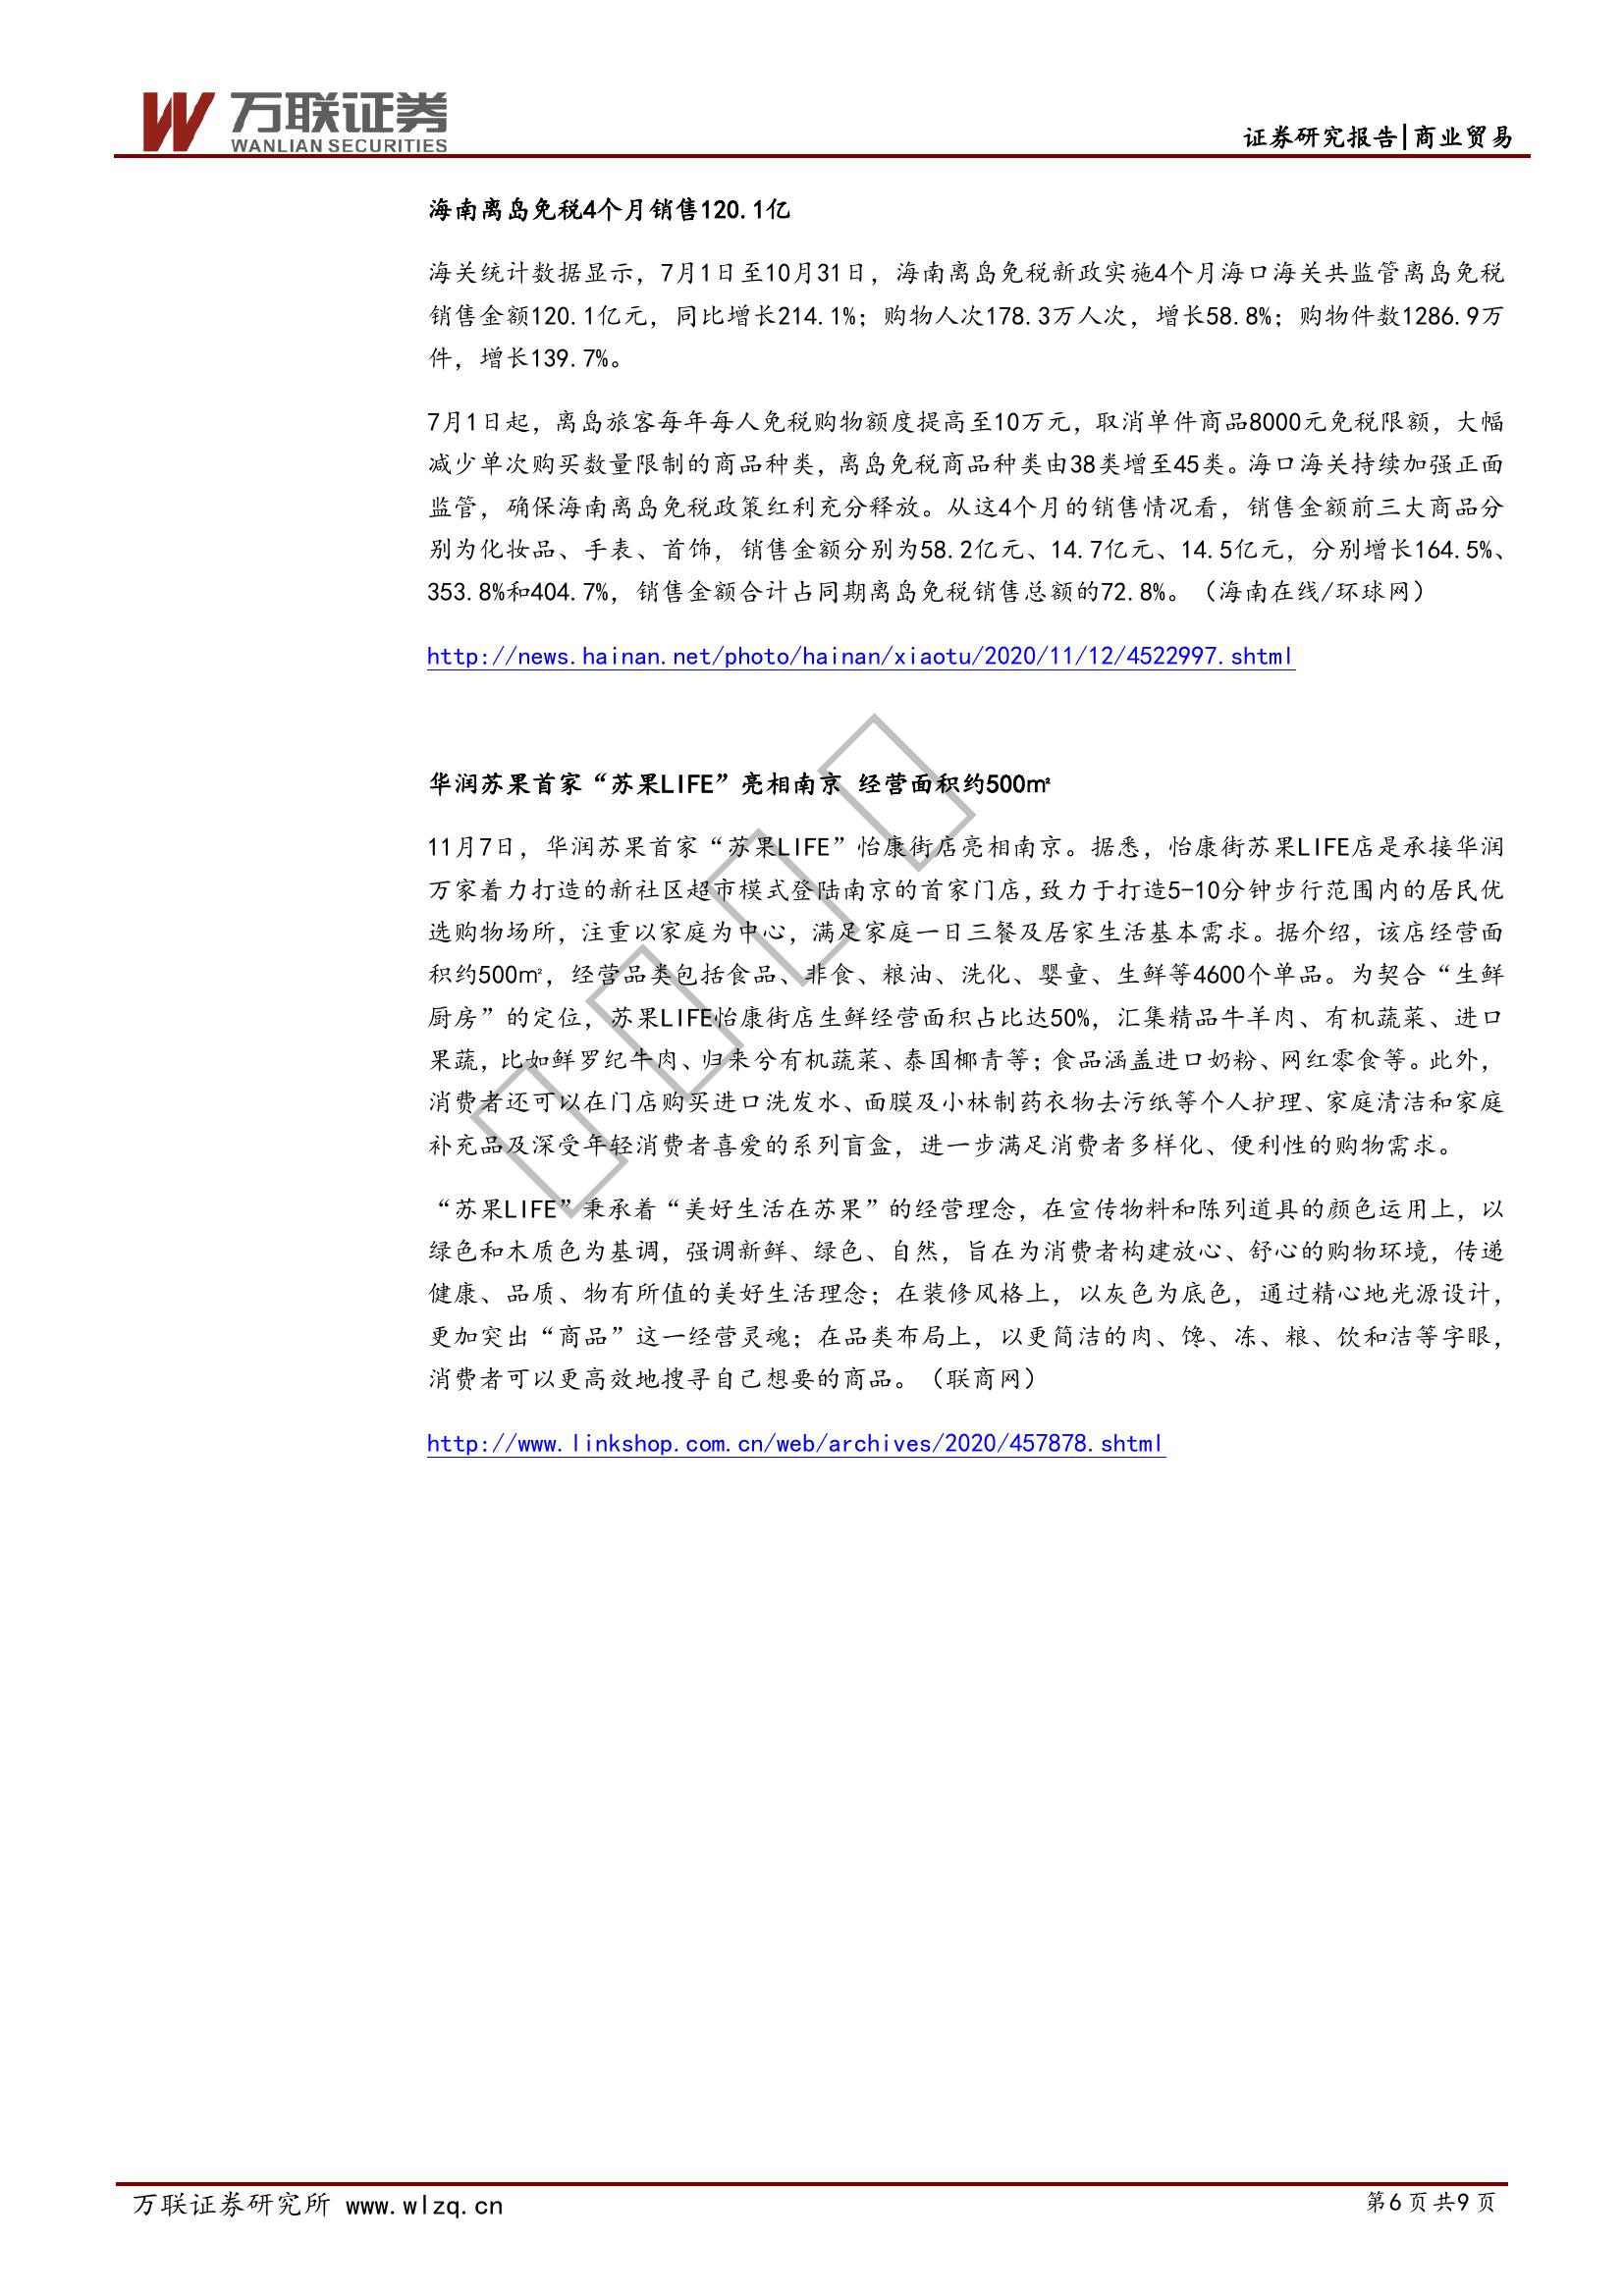 万联证券
WANLIAN SECURITIES
证券研究报告|商业贸易
海南离岛免税4个月销售120.1亿
海关统计数据显示，7月1日至10月31日，海南离岛免税新政实施4个月海口海关共监管离岛免税
销售金额120.1亿元，同比增长214.1%；购物人次178.3万人次，增长58.8%；购物件数1286.9万
件，增长139.7%。
7月1日起，离岛旅客每年每人免税购物额度提高至10万元，取消单件商品8000元免税限额，大幅
减少单次购买数量限制的商品种类，离岛免税商品种类由38类增至45类。海口海关持续加强正面
监管，确保海南离岛免税政策红利充分释放。从这4个月的销售情况看，销售金额前三大商品分
别为化妆品、手表、首饰，销售金额分别为58.2亿元、14.7亿元、14.5亿元，分别增长164.5%、
353.8%和404.7%，销售金额合计占同期离岛免税销售总额的72.8%。（海南在线/环球网）
http://news.hainan.net/photo/hainan/xiaotu/2020/11/12/4522997.shtml
华润苏果首家“苏果LIFE”亮相南京 经营面积约500㎡
11月7日，华润苏果首家“苏果LIFE”怡康街店亮相南京。据悉，怡康街苏果LIFE店是承接华润
万家着力打造的新社区超市模式登陆南京的首家门店，致力于打造5-10分钟步行范围内的居民优
选购物场所，注重以家庭为中心，满足家庭一日三餐及居家生活基本需求。据介绍，该店经营面
积约500㎡，经营品类包括食品、非食、粮油、洗化、婴童、生鲜等4600个单品。为契合“生鲜
厨房”的定位，苏果LIFE怡康街店生鲜经营面积占比达50%，汇集精品牛羊肉、有机蔬菜、进口
果蔬，比如鲜罗纪牛肉、归来兮有机蔬菜、泰国椰青等；食品涵盖进口奶粉、网红零食等。此外，
消费者还可以在门店购买进口洗发水、面膜及小林制药衣物去污纸等个人护理、家庭清洁和家庭
补充品及深受年轻消费者喜爱的系列盲盒，进一步满足消费者多样化、便利性的购物需求。
“苏果LIFE”秉承着“美好生活在苏果”的经营理念，在宣传物料和陈列道具的颜色运用上，以
绿色和木质色为基调，强调新鲜、绿色、自然，旨在为消费者构建放心、舒心的购物环境，传递
健康、品质、物有所值的美好生活理念；在装修风格上，以灰色为底色，通过精心地光源设计，
更加突出“商品”这一经营灵魂；在品类布局上，以更简洁的肉、馋、冻、粮、饮和洁等字眼，
消费者可以更高效地搜寻自己想要的商品。（联商网）
http://www.linkshop.com.cn/web/archives/2020/457878.shtml
万联证券研究所 www.wlzq.cn
第6页共9页